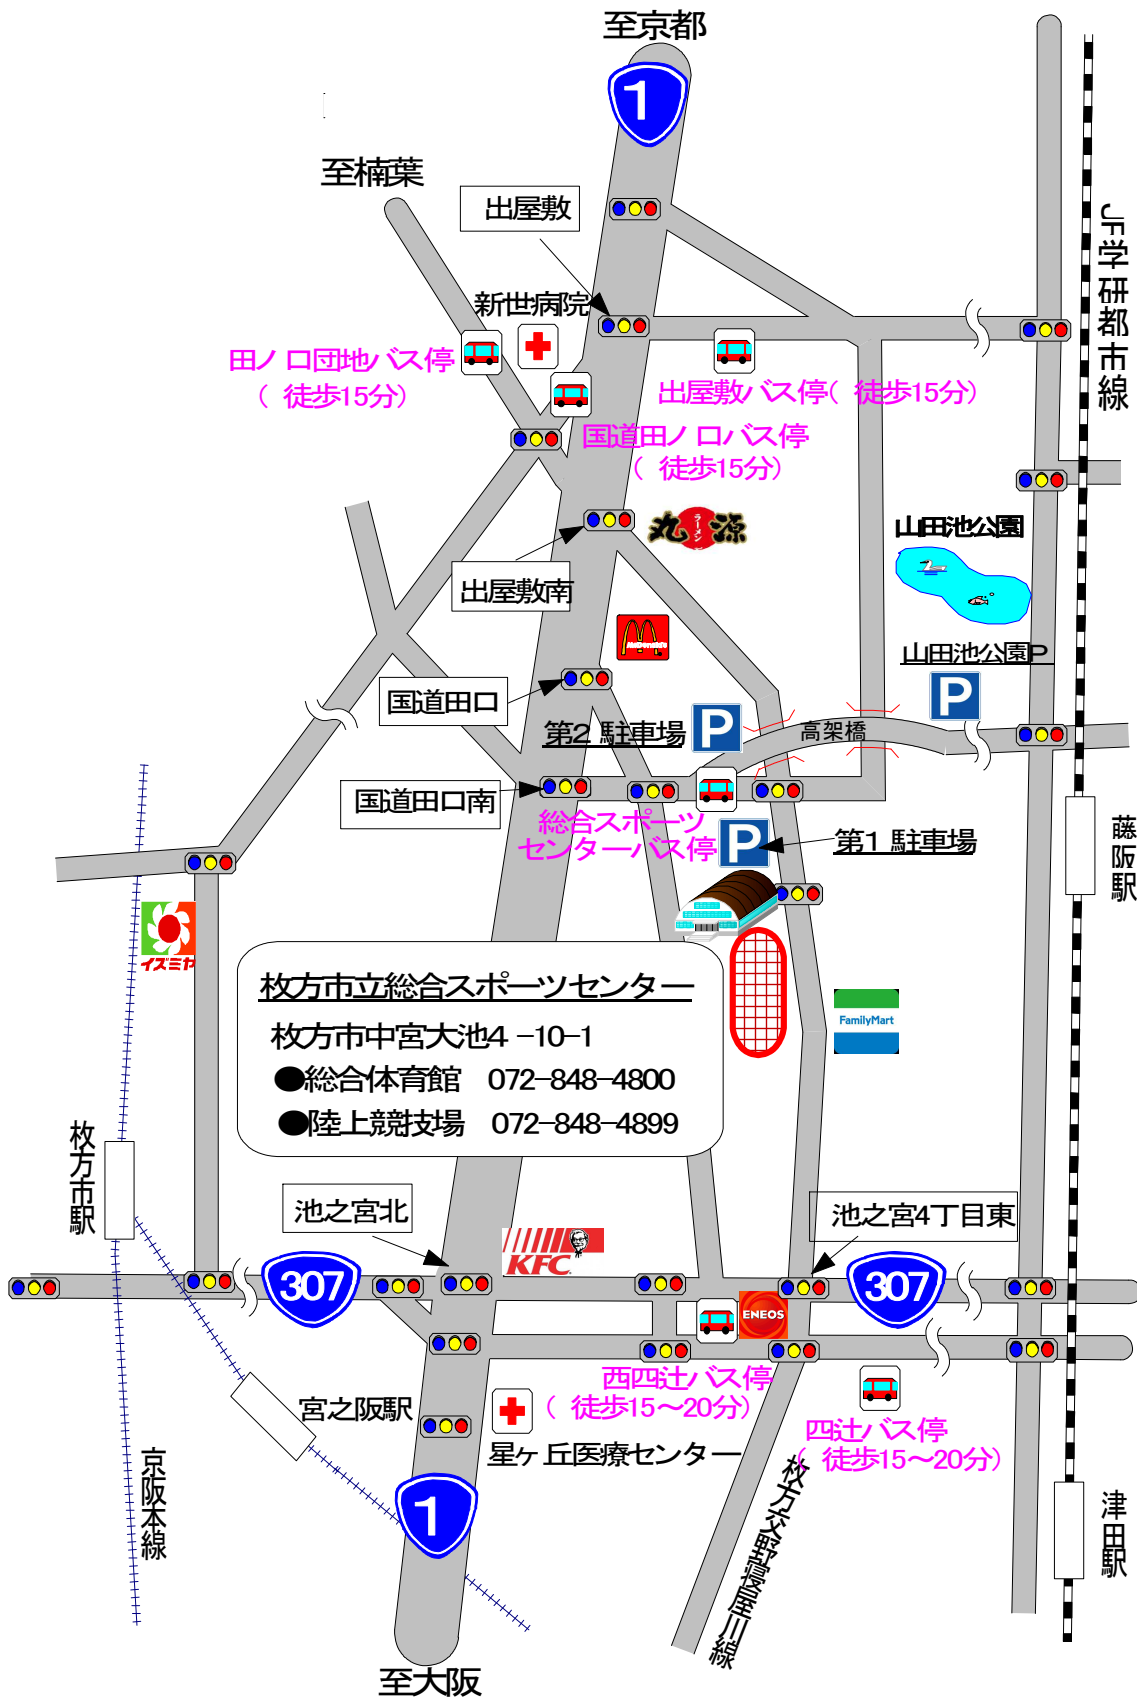 至京都
1
至楠葉
出屋敷
JR学研都市線
新世病院
田ノ口団地バス停
(徒歩15分)
出屋敷バス停(徒歩15分)
国道田ノ口バス停
(徒歩15分)
丸源
ラーメン
山田池公園
出屋敷南
McDonald's
山田池公園P
P
国道田口
第2駐車場 P
高架橋
国道田口南
総合スポーツ
センターバス停
P
第1駐車場
藤阪駅
イズミヤ
枚方市立総合スポーツセンター
枚方市中宮大池4-10-1
●総合体育館 072-848-4800
●陸上競技場 072-848-4899
FamilyMart
枚方市駅
池之宮北
池之宮4丁目東
KFC
307
307
ENEOS
西四辻バス停
(徒歩15～20分)
宮之阪駅
四辻バス停
(徒歩15～20分)
星ヶ丘医療センター
京阪本線
枚方交野寝屋川線
津田駅
1
至大阪